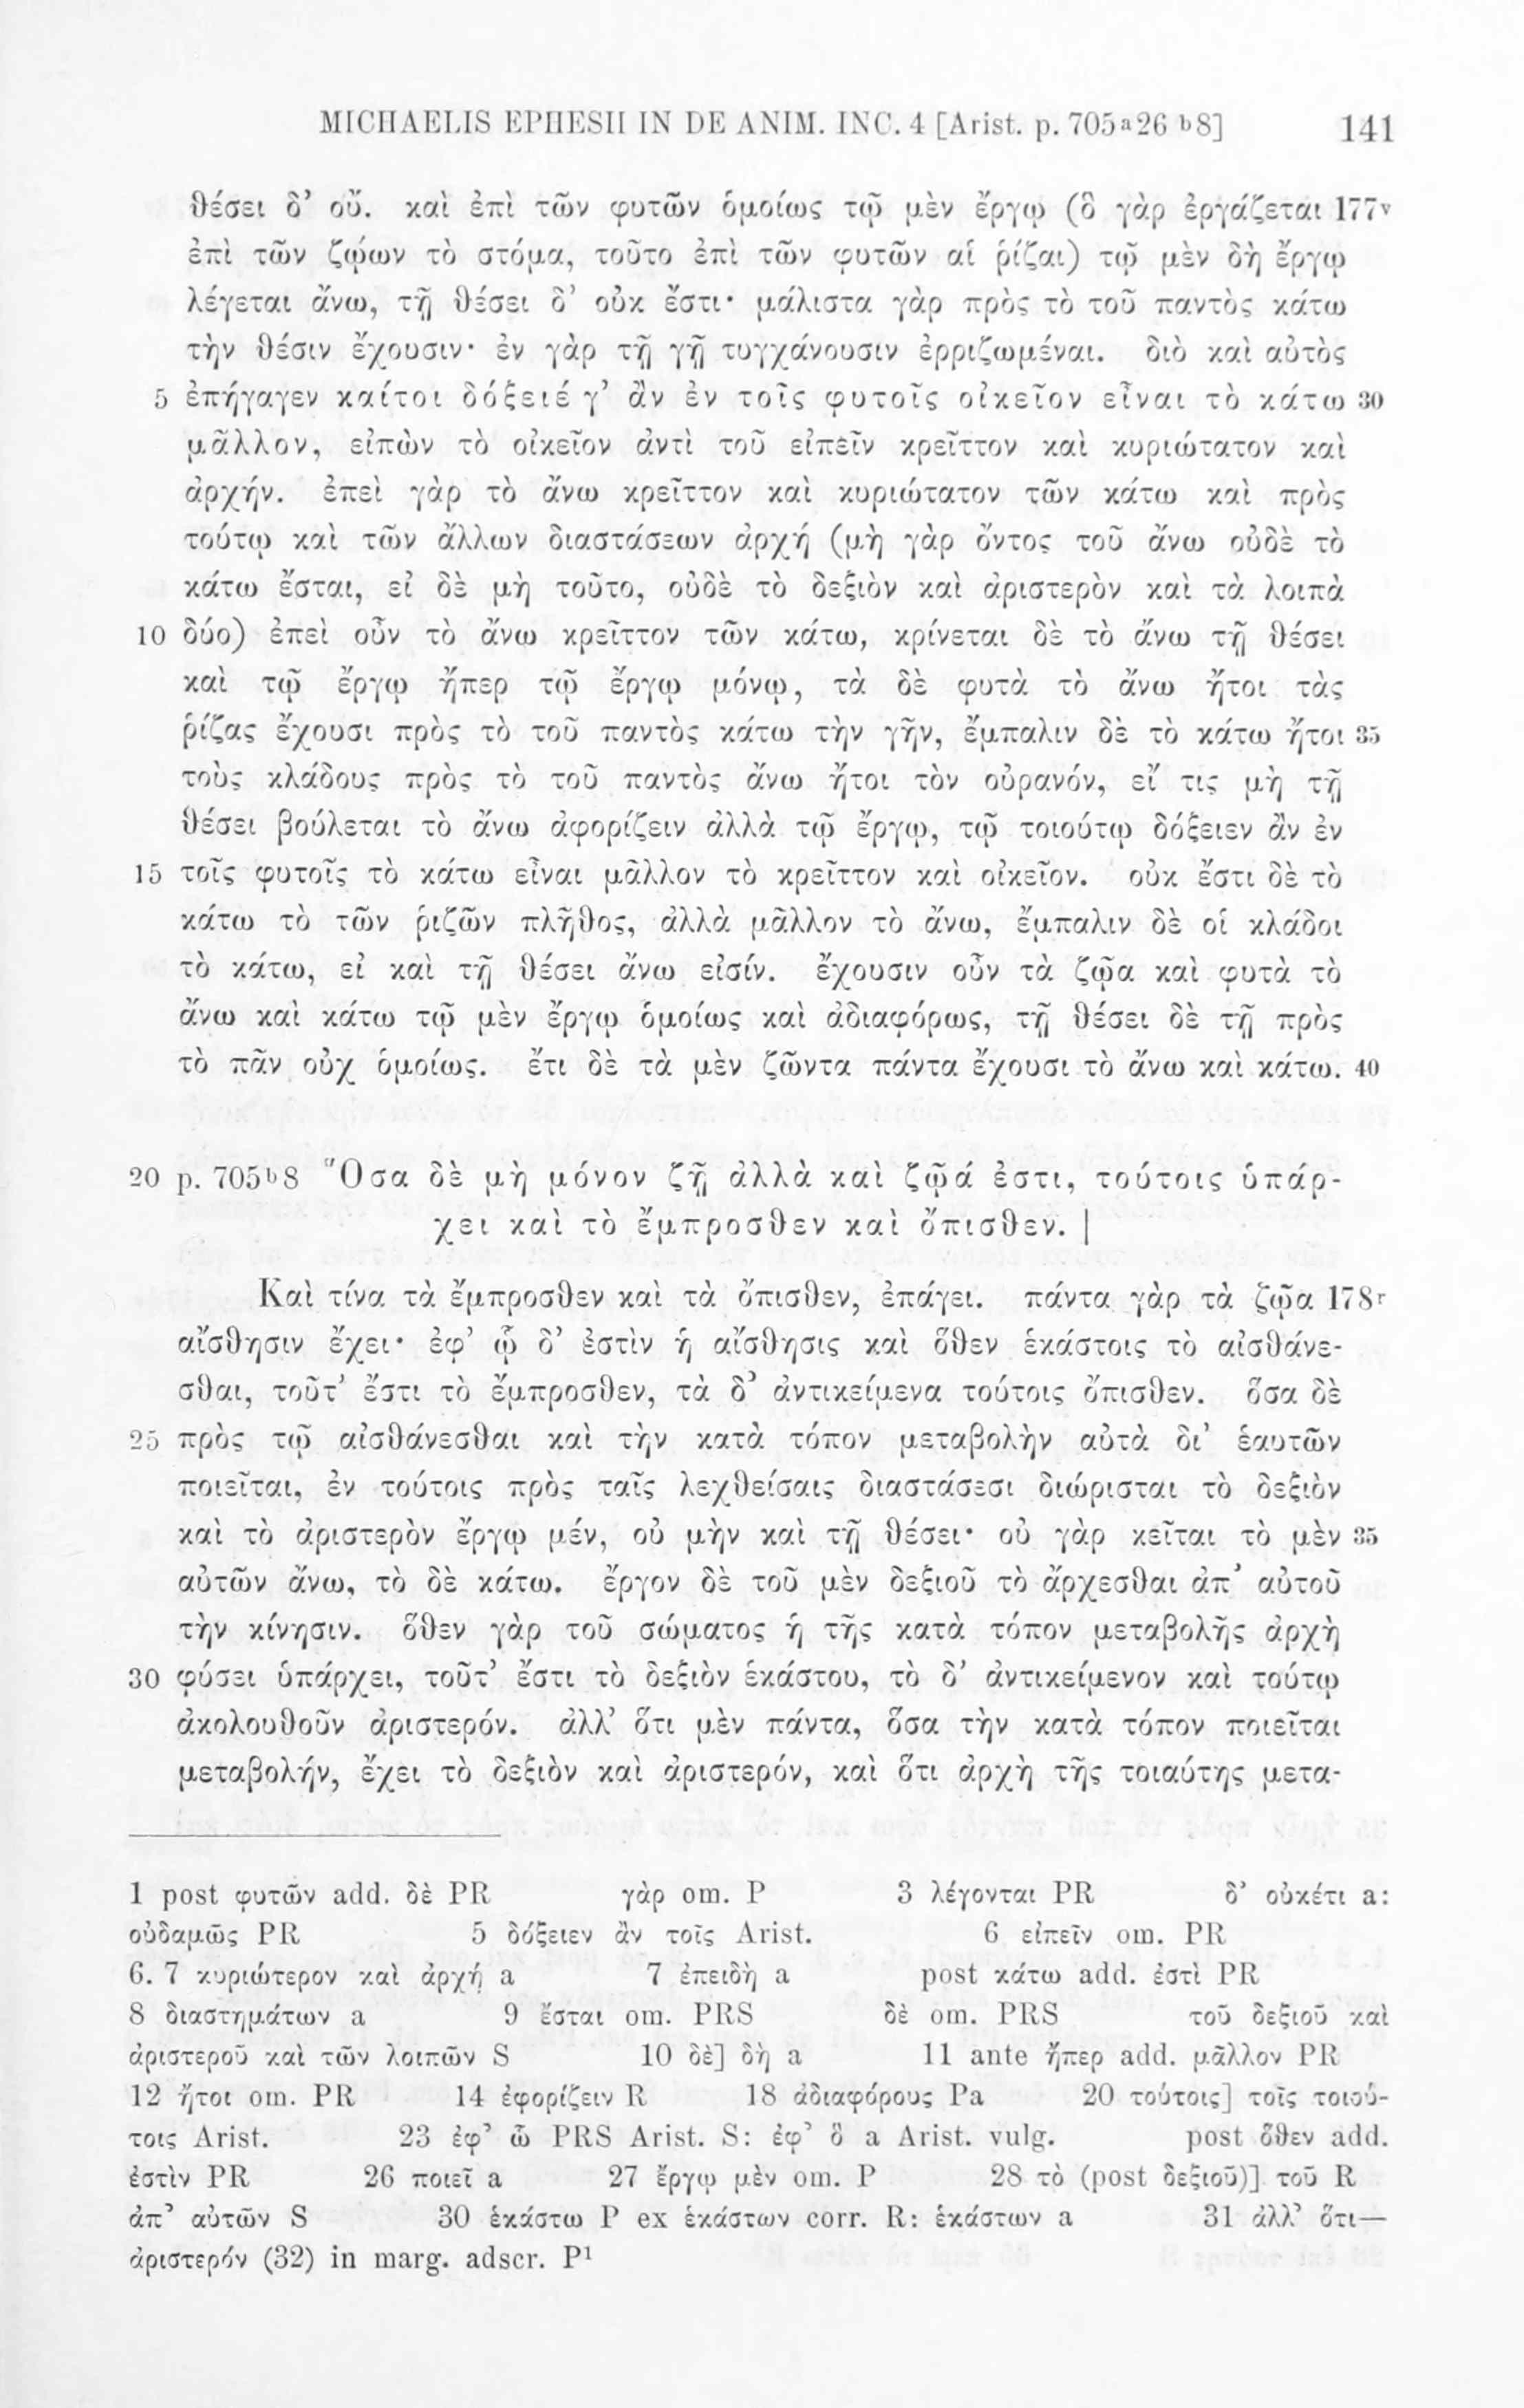 MICHAELIS EPHESII IN DE ANIM. INC. 4 [Arist. p. 705ᵃ26 ᵇ8] 141
θέσει δ’ οὔ. καὶ ἐπὶ τῶν φυτῶν ὁμοίως τῷ μὲν ἔργῳ (ὃ γὰρ ἐργάζεται 177ᵛ
ἐπὶ τῶν ζῴων τὸ στόμα, τοῦτο ἐπὶ τῶν φυτῶν αἱ ῥίζαι) τῷ μὲν δὴ ἔργῳ
λέγεται ἄνω, τῇ θέσει δ’ οὐκ ἔστι· μάλιστα γὰρ πρὸς τὸ τοῦ παντὸς κάτω
τὴν θέσιν ἔχουσιν· ἐν γὰρ τῇ γῇ τυγχάνουσιν ἐρριζωμέναι. διὸ καὶ αὐτὸς
5 ἐπήγαγεν καίτοι δόξειέ γ’ ἂν ἐν τοῖς φυτοῖς οἰκεῖον εἶναι τὸ κάτω 30
μᾶλλον, εἰπὼν τὸ οἰκεῖον ἀντὶ τοῦ εἰπεῖν κρεῖττον καὶ κυριώτατον καὶ
ἀρχήν. ἐπεὶ γὰρ τὸ ἄνω κρεῖττον καὶ κυριώτατον τῶν κάτω καὶ πρὸς
τούτῳ καὶ τῶν ἄλλων διαστάσεων ἀρχή (μὴ γὰρ ὄντος τοῦ ἄνω οὐδὲ τὸ
κάτω ἔσται, εἰ δὲ μὴ τοῦτο, οὐδὲ τὸ δεξιὸν καὶ ἀριστερὸν καὶ τὰ λοιπὰ
10 δύο) ἐπεὶ οὖν τὸ ἄνω κρεῖττον τῶν κάτω, κρίνεται δὲ τὸ ἄνω τῇ θέσει
καὶ τῷ ἔργῳ ἤπερ τῷ ἔργῳ μόνῳ, τὰ δὲ φυτὰ τὸ ἄνω ἤτοι τὰς
ῥίζας ἔχουσι πρὸς τὸ τοῦ παντὸς κάτω τὴν γῆν, ἔμπαλιν δὲ τὸ κάτω ἤτοι 35
τοὺς κλάδους πρὸς τὸ τοῦ παντὸς ἄνω ἤτοι τὸν οὐρανόν, εἴ τις μὴ τῇ
θέσει βούλεται τὸ ἄνω ἀφορίζειν ἀλλὰ τῷ ἔργῳ, τῷ τοιούτῳ δόξειεν ἂν ἐν
15 τοῖς φυτοῖς τὸ κάτω εἶναι μᾶλλον τὸ κρεῖττον καὶ οἰκεῖον. οὐκ ἔστι δὲ τὸ
κάτω τὸ τῶν ῥιζῶν πλῆθος, ἀλλὰ μᾶλλον τὸ ἄνω, ἔμπαλιν δὲ οἱ κλάδοι
τὸ κάτω, εἰ καὶ τῇ θέσει ἄνω εἰσίν. ἔχουσιν οὖν τὰ ζῷα καὶ φυτὰ τὸ
ἄνω καὶ κάτω τῷ μὲν ἔργῳ ὁμοίως καὶ ἀδιαφόρως, τῇ θέσει δὲ τῇ πρὸς
τὸ πᾶν οὐχ ὁμοίως. ἔτι δὲ τὰ μὲν ζῶντα πάντα ἔχουσι τὸ ἄνω καὶ κάτω. 40
20 p. 705ᵇ8 Ὅσα δὲ μὴ μόνον ζῇ ἀλλὰ καὶ ζῷά ἐστι, τούτοις ὑπάρ-
χει καὶ τὸ ἔμπροσθεν καὶ ὄπισθεν. |
Καὶ τίνα τὰ ἔμπροσθεν καὶ τὰ ὄπισθεν, ἐπάγει. πάντα γὰρ τὰ ζῷα 178ʳ
αἴσθησιν ἔχει· ἐφ’ ᾧ δ’ ἐστὶν ἡ αἴσθησις καὶ ὅθεν ἑκάστοις τὸ αἰσθάνε-
σθαι, τοῦτ’ ἔστι τὸ ἔμπροσθεν, τὰ δ’ ἀντικείμενα τούτοις ὄπισθεν. ὅσα δὲ
25 πρὸς τῷ αἰσθάνεσθαι καὶ τὴν κατὰ τόπον μεταβολὴν αὐτὰ δι’ ἑαυτῶν
ποιεῖται, ἐν τούτοις πρὸς ταῖς λεχθείσαις διαστάσεσι διώρισται τὸ δεξιὸν
καὶ τὸ ἀριστερὸν ἔργῳ μέν, οὐ μὴν καὶ τῇ θέσει· οὐ γὰρ κεῖται τὸ μὲν 35
αὐτῶν ἄνω, τὸ δὲ κάτω. ἔργον δὲ τοῦ μὲν δεξιοῦ τὸ ἄρχεσθαι ἀπ’ αὐτοῦ
τὴν κίνησιν. ὅθεν γὰρ τοῦ σώματος ἡ τῆς κατὰ τόπον μεταβολῆς ἀρχὴ
30 φύσει ὑπάρχει, τοῦτ’ ἔστι τὸ δεξιὸν ἑκάστου, τὸ δ’ ἀντικείμενον καὶ τούτῳ
ἀκολουθοῦν ἀριστερόν. ἀλλ’ ὅτι μὲν πάντα, ὅσα τὴν κατὰ τόπον ποιεῖται
μεταβολήν, ἔχει τὸ δεξιὸν καὶ ἀριστερόν, καὶ ὅτι ἀρχὴ τῆς τοιαύτης μετα-
1 post φυτῶν add. δὲ PR γὰρ om. P 3 λέγονται PR δ’ οὐκέτι a:
οὐδαμῶς PR 5 δόξειεν ἂν τοῖς Arist. 6 εἰπεῖν om. PR
6. 7 κυριώτερον καὶ ἀρχή a 7 ἐπειδὴ a post κάτω add. ἐστὶ PR
8 διαστημάτων a 9 ἔσται om. PRS δὲ om. PRS τοῦ δεξιοῦ καὶ
ἀριστεροῦ καὶ τῶν λοιπῶν S 10 δὲ] δὴ a 11 ante ἤπερ add. μᾶλλον PR
12 ἤτοι om. PR 14 ἐφορίζειν R 18 ἀδιαφόρους Pa 20 τούτοις] τοῖς τοιού-
τοις Arist. 23 ἐφ’ ᾧ PRS Arist. S: ἐφ’ ὃ a Arist. vulg. post ὅθεν add.
ἐστὶν PR 26 ποιεῖ a 27 ἔργῳ μὲν om. P 28 τὸ (post δεξιοῦ)] τοῦ R
ἀπ’ αὐτῶν S 30 ἑκάστω P ex ἑκάστων corr. R: ἑκάστων a 31 ἀλλ’ ὅτι—
ἀριστερόν (32) in marg. adscr. P¹